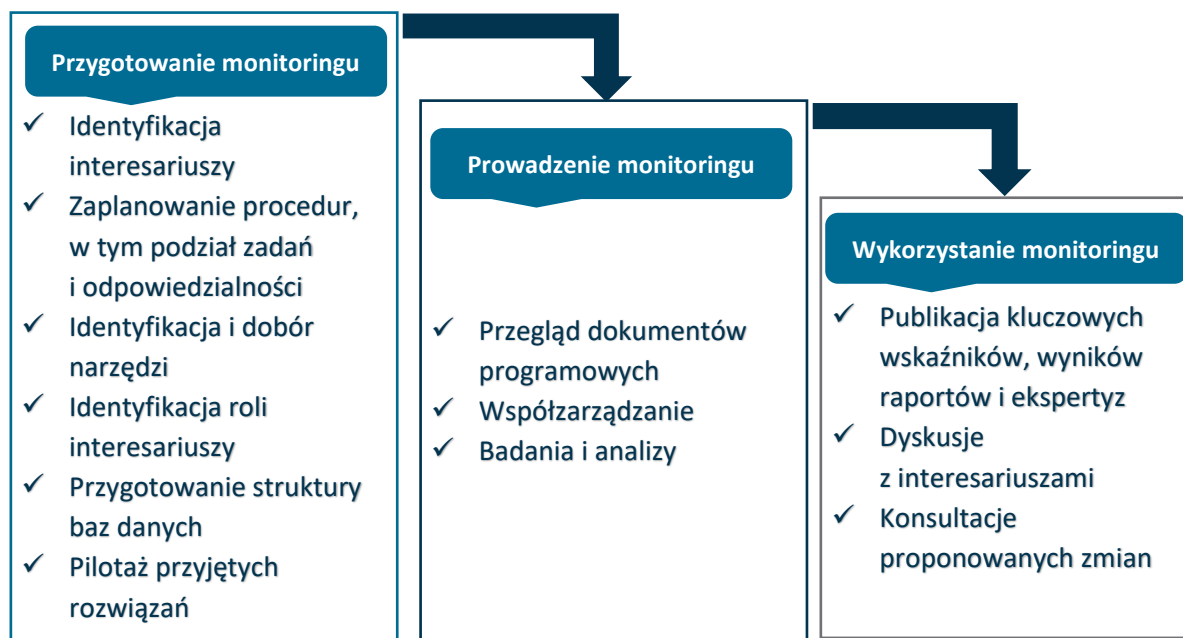 Przygotowanie monitoringu
✓ Identyfikacja
interesariuszy
✓ Zaplanowanie procedur,
w tym podział zadań
i odpowiedzialności
✓ Identyfikacja i dobór
narzędzi
✓ Identyfikacja roli
interesariuszy
✓ Przygotowanie struktury
baz danych
✓ Pilotaż przyjętych
rozwiązań
Prowadzenie monitoringu
✓ Przegląd dokumentów
programowych
✓ Współzarządzanie
✓ Badania i analizy
Wykorzystanie monitoringu
✓ Publikacja kluczowych
wskaźników, wyników
raportów i ekspertyz
✓ Dyskusje
z interesariuszami
✓ Konsultacje
proponowanych zmian